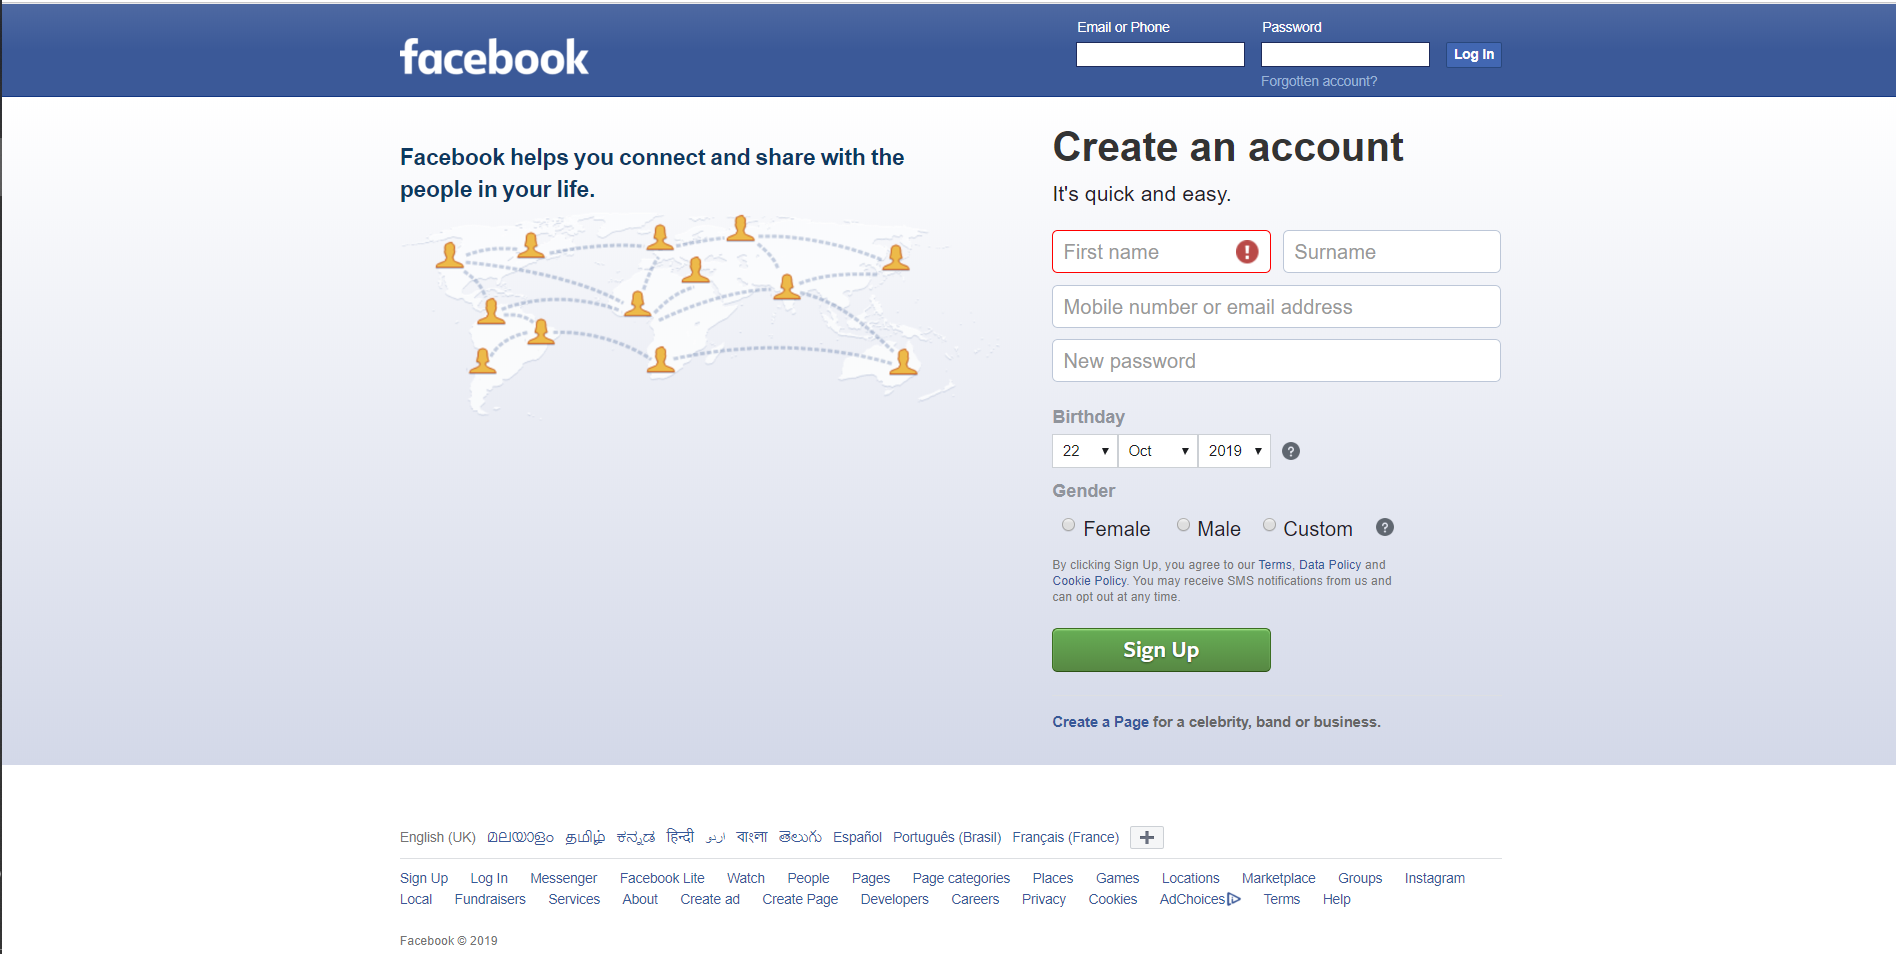 facebook
Email or Phone
Password
Log In
Forgotten account?
Facebook helps you connect and share with the
people in your life.
Create an account
It's quick and easy.
First name
Surname
Mobile number or email address
New password
Birthday
22 Oct 2019
Gender
Female Male Custom
By clicking Sign Up, you agree to our Terms, Data Policy and
Cookie Policy. You may receive SMS notifications from us and
can opt out at any time.
Sign Up
Create a Page for a celebrity, band or business.
English (UK) മലയാളം தமிழ் ಕನ್ನಡ हिन्दी اردو বাংলা తెలుగు Español Português (Brasil) Français (France)
Sign Up Log In Messenger Facebook Lite Watch People Pages Page categories Places Games Locations Marketplace Groups Instagram
Local Fundraisers Services About Create ad Create Page Developers Careers Privacy Cookies AdChoices Terms Help
Facebook © 2019